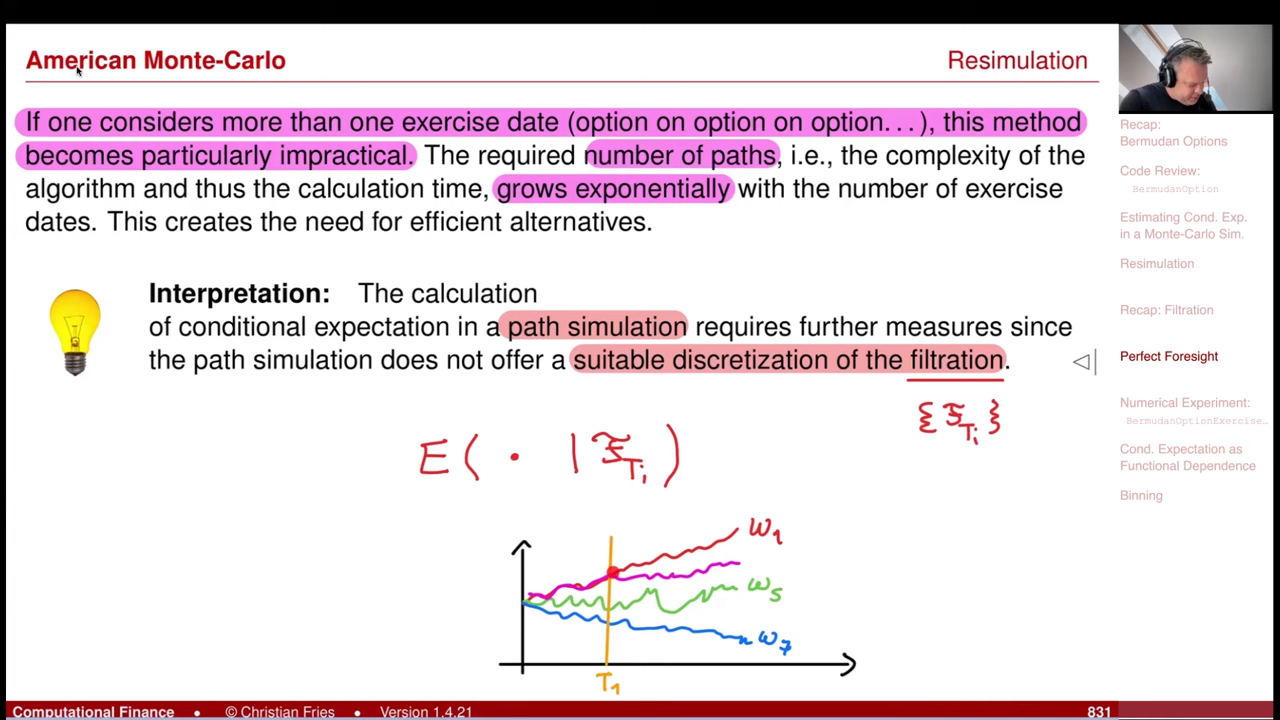 American Monte-Carlo
Resimulation
If one considers more than one exercise date (option on option on option. . . ), this method
becomes particularly impractical. The required number of paths, i.e., the complexity of the
algorithm and thus the calculation time, grows exponentially with the number of exercise
dates. This creates the need for efficient alternatives.
Interpretation: The calculation
of conditional expectation in a path simulation requires further measures since
the path simulation does not offer a suitable discretization of the filtration. ◁|
{ℱ_Ti}
E( · | ℱ_Ti )
ω1
ω5
ω7
T1
Recap:
Bermudan Options
Code Review:
BermudanOption
Estimating Cond. Exp.
in a Monte-Carlo Sim.
Resimulation
Recap: Filtration
Perfect Foresight
Numerical Experiment:
BermudanOptionExercise...
Cond. Expectation as
Functional Dependence
Binning
Computational Finance • © Christian Fries • Version 1.4.21
831